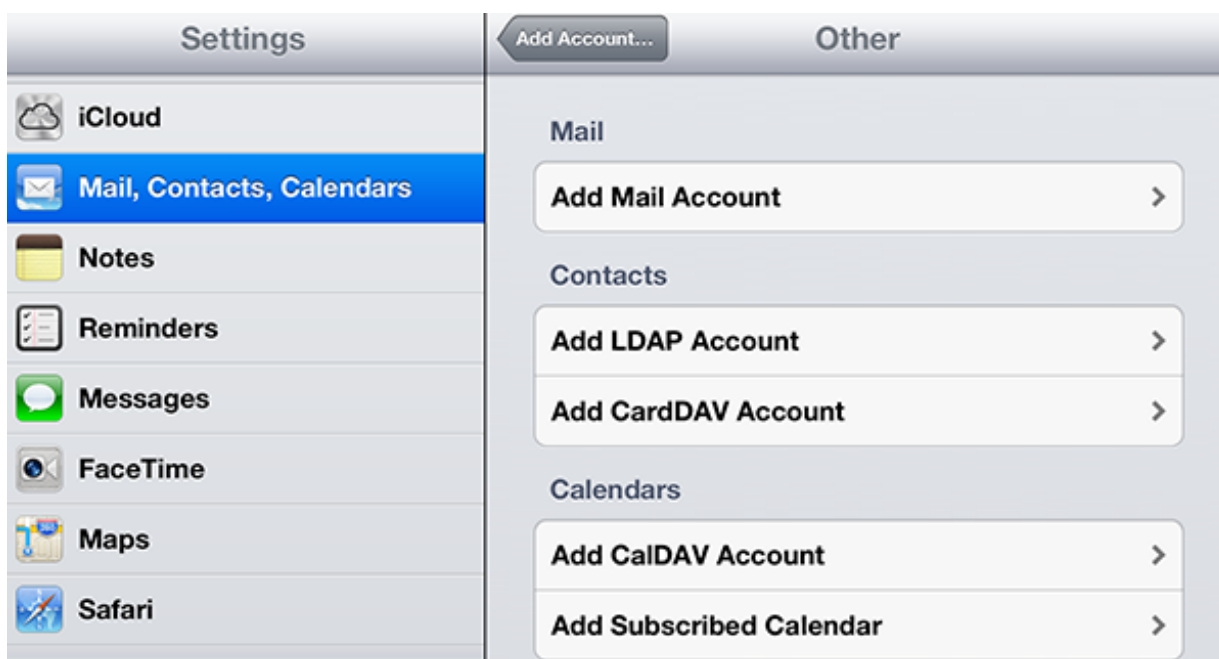 Settings
iCloud
Mail, Contacts, Calendars
Notes
Reminders
Messages
FaceTime
Maps
Safari
Add Account...
Other
Mail
Add Mail Account
Contacts
Add LDAP Account
Add CardDAV Account
Calendars
Add CalDAV Account
Add Subscribed Calendar